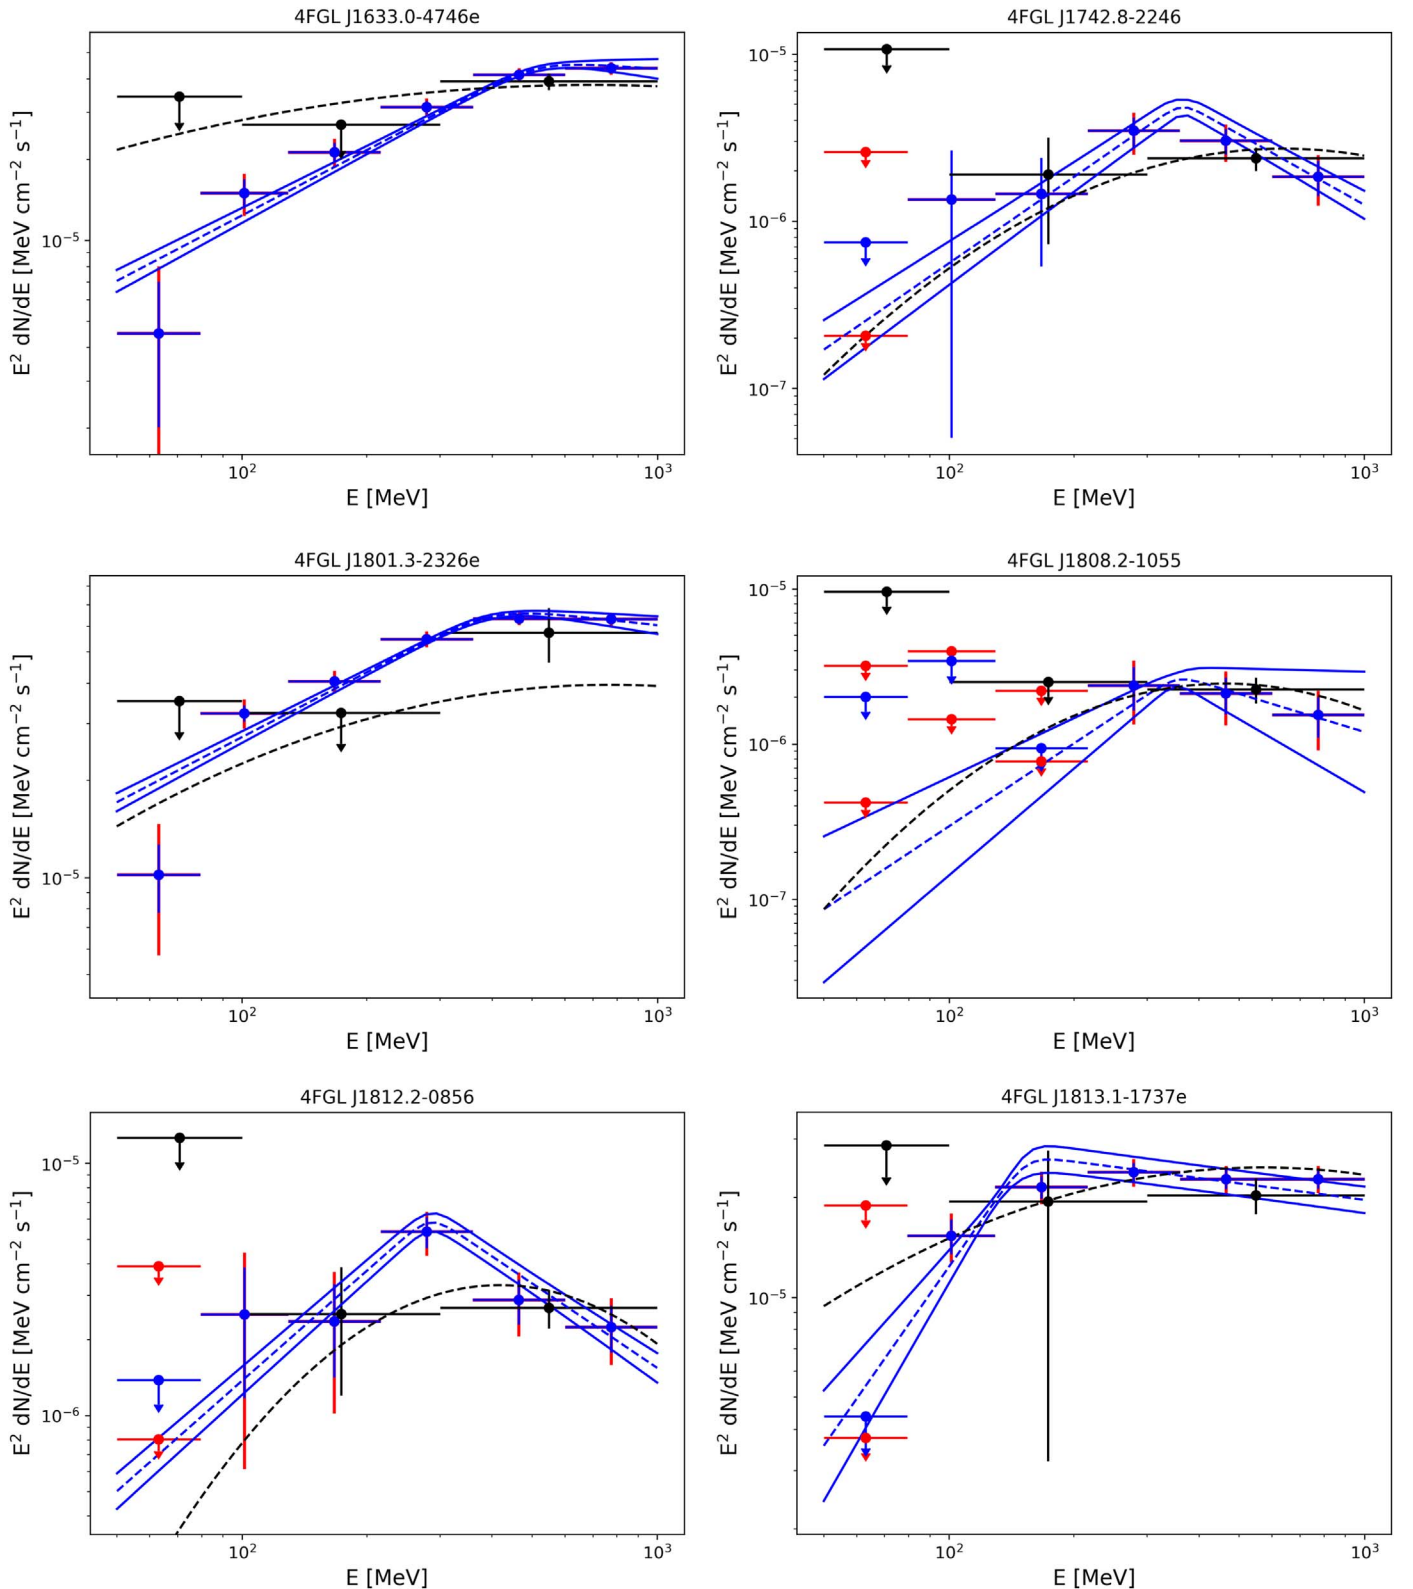 4FGL J1633.0-4746e
E² dN/dE [MeV cm⁻² s⁻¹]
10⁻⁵
10² 10³
E [MeV]
4FGL J1742.8-2246
E² dN/dE [MeV cm⁻² s⁻¹]
10⁻⁵
10⁻⁶
10⁻⁷
10² 10³
E [MeV]
4FGL J1801.3-2326e
E² dN/dE [MeV cm⁻² s⁻¹]
10⁻⁵
10² 10³
E [MeV]
4FGL J1808.2-1055
E² dN/dE [MeV cm⁻² s⁻¹]
10⁻⁵
10⁻⁶
10⁻⁷
10² 10³
E [MeV]
4FGL J1812.2-0856
E² dN/dE [MeV cm⁻² s⁻¹]
10⁻⁵
10⁻⁶
10² 10³
E [MeV]
4FGL J1813.1-1737e
E² dN/dE [MeV cm⁻² s⁻¹]
10⁻⁵
10² 10³
E [MeV]